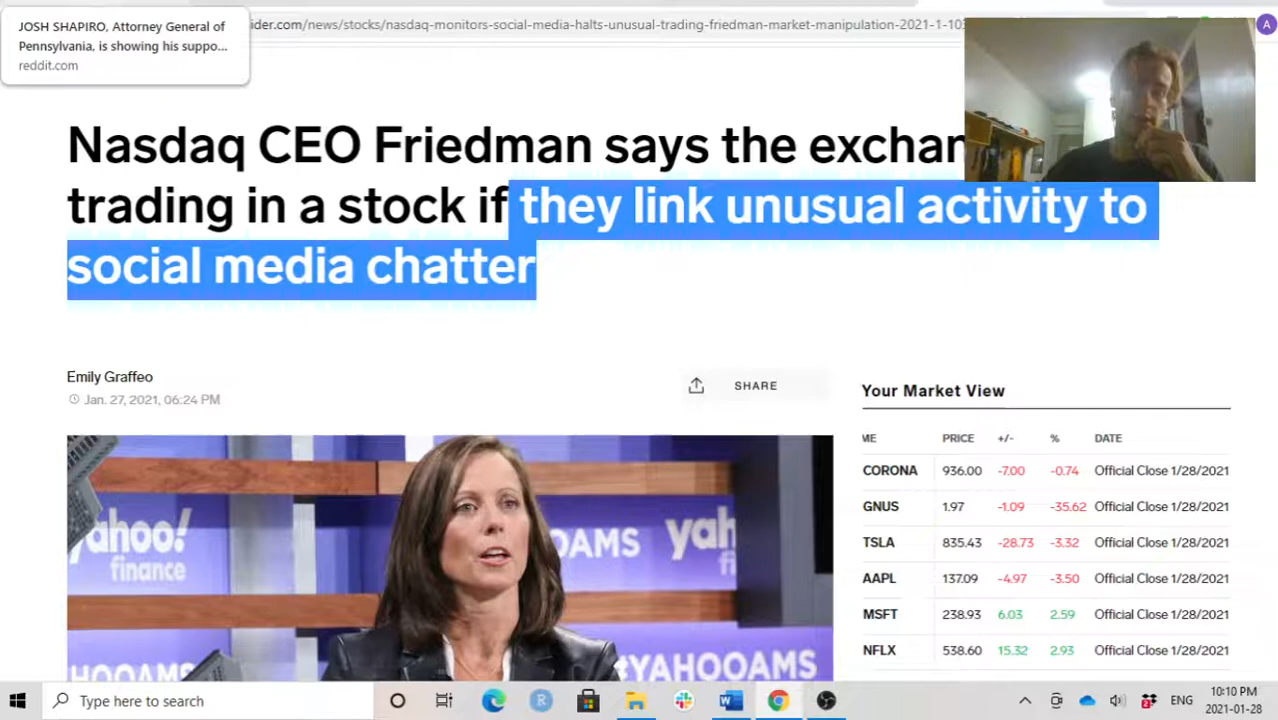 JOSH SHAPIRO, Attorney General of
Pennsylvania, is showing his suppo...
reddit.com
ider.com/news/stocks/nasdaq-monitors-social-media-halts-unusual-trading-friedman-market-manipulation-2021-1-103
A
Nasdaq CEO Friedman says the exchan
trading in a stock if they link unusual activity to
social media chatter
Emily Graffeo
Jan. 27, 2021, 06:24 PM
SHARE
Your Market View
ME PRICE +/- % DATE
CORONA 936.00 -7.00 -0.74 Official Close 1/28/2021
GNUS 1.97 -1.09 -35.62 Official Close 1/28/2021
TSLA 835.43 -28.73 -3.32 Official Close 1/28/2021
AAPL 137.09 -4.97 -3.50 Official Close 1/28/2021
MSFT 238.93 6.03 2.59 Official Close 1/28/2021
NFLX 538.60 15.32 2.93 Official Close 1/28/2021
yahoo!
finance
OAMS
yah
fin
HOOAMS
#YAHOOAMS
Type here to search
ENG
10:10 PM
2021-01-28